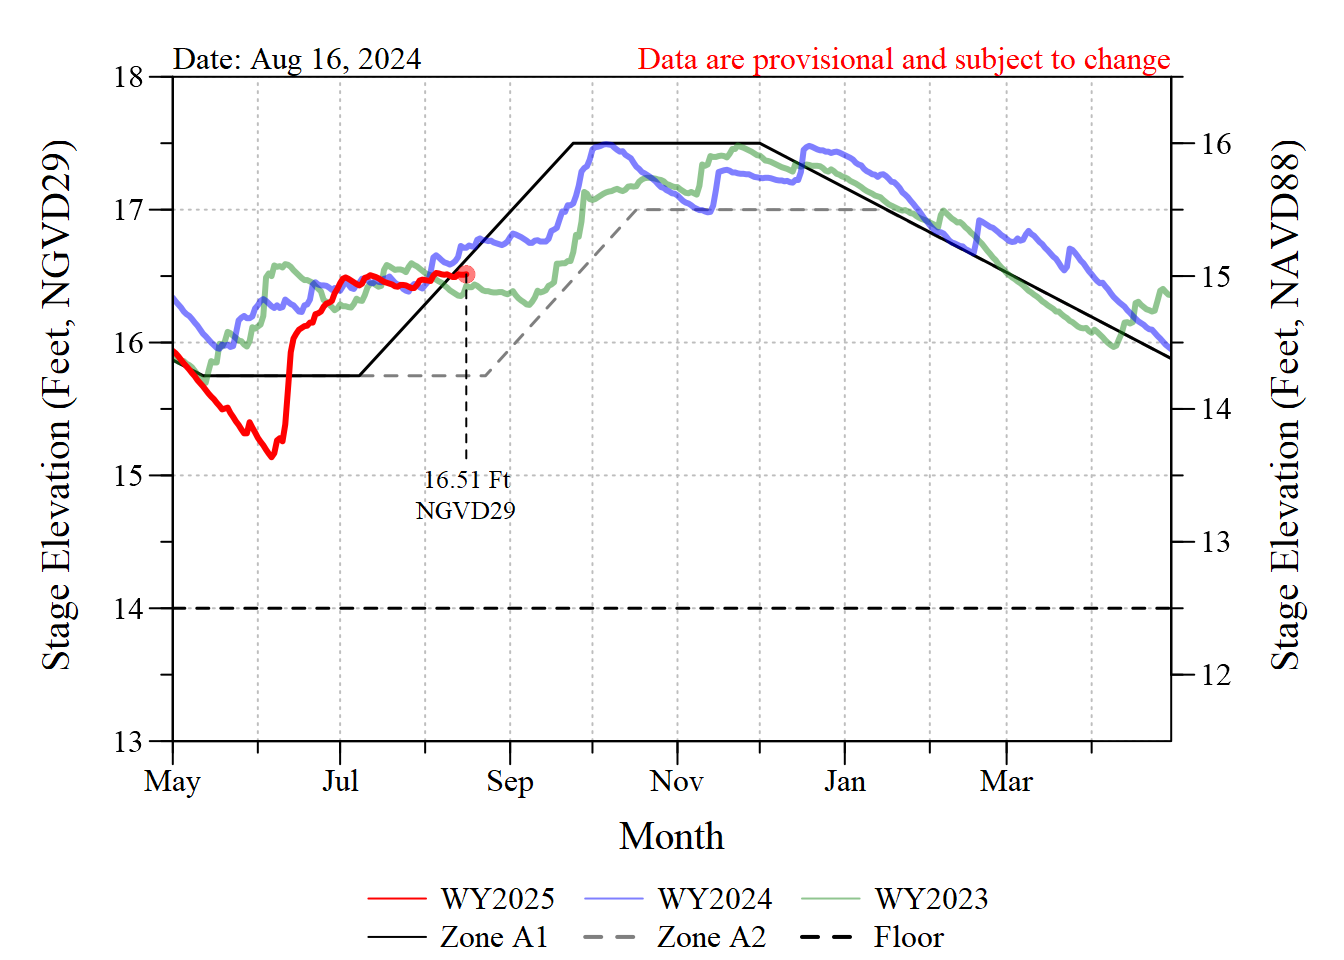 Date: Aug 16, 2024
Data are provisional and subject to change
Stage Elevation (Feet, NGVD29)
18
17
16
15
14
13
16
15
14
13
12
Stage Elevation (Feet, NAVD88)
16.51 Ft
NGVD29
May Jul Sep Nov Jan Mar
Month
WY2025 WY2024 WY2023
Zone A1 Zone A2 Floor